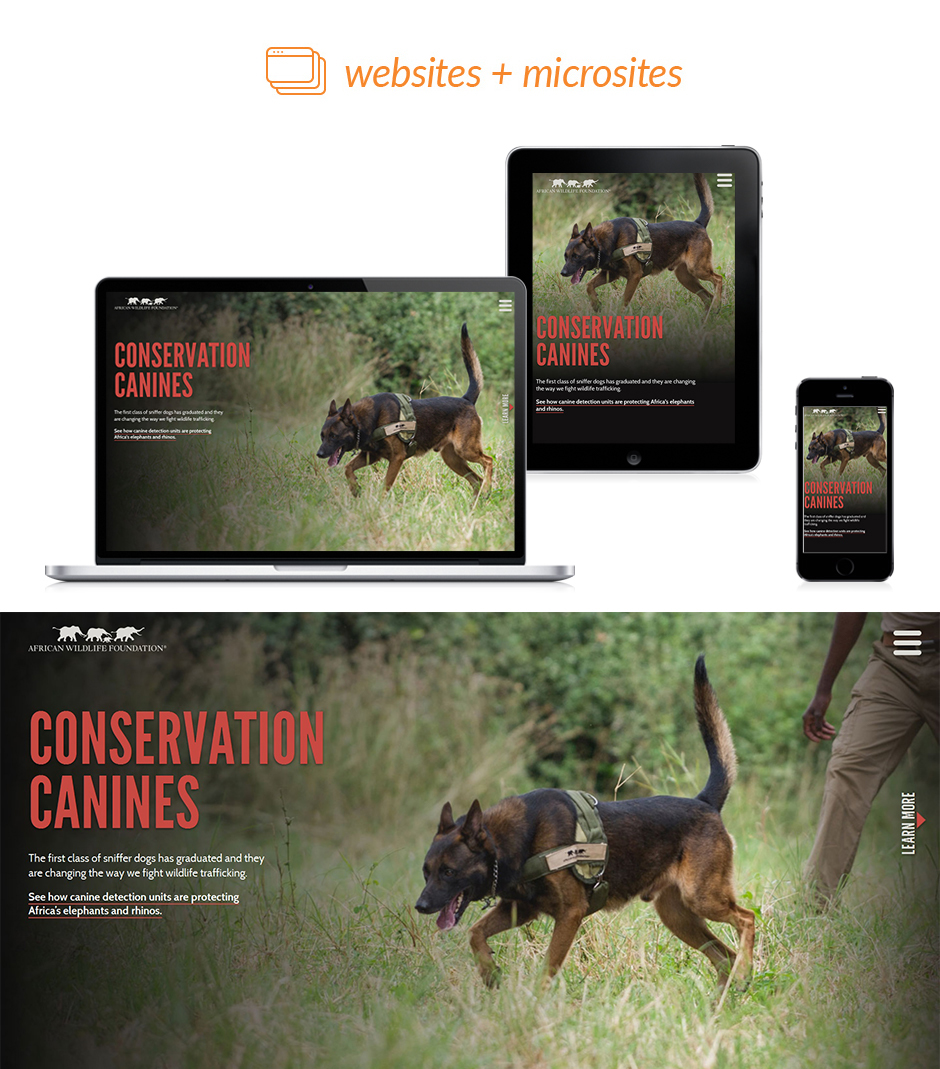 websites + microsites
AFRICAN WILDLIFE FOUNDATION®
CONSERVATION
CANINES
The first class of sniffer dogs has graduated and they are changing
the way we fight wildlife trafficking.
See how canine detection units are protecting Africa's elephants
and rhinos.
AFRICAN WILDLIFE FOUNDATION®
CONSERVATION
CANINES
The first class of sniffer dogs has graduated and they
are changing the way we fight wildlife trafficking.
See how canine detection units are protecting
Africa's elephants and rhinos.
LEARN MORE
CONSERVATION
CANINES
The first class of sniffer dogs has graduated and
they are changing the way we fight wildlife
trafficking.
See how canine detection units are protecting
Africa's elephants and rhinos.
AFRICAN WILDLIFE FOUNDATION®
CONSERVATION
CANINES
The first class of sniffer dogs has graduated and they
are changing the way we fight wildlife trafficking.
See how canine detection units are protecting
Africa's elephants and rhinos.
LEARN MORE